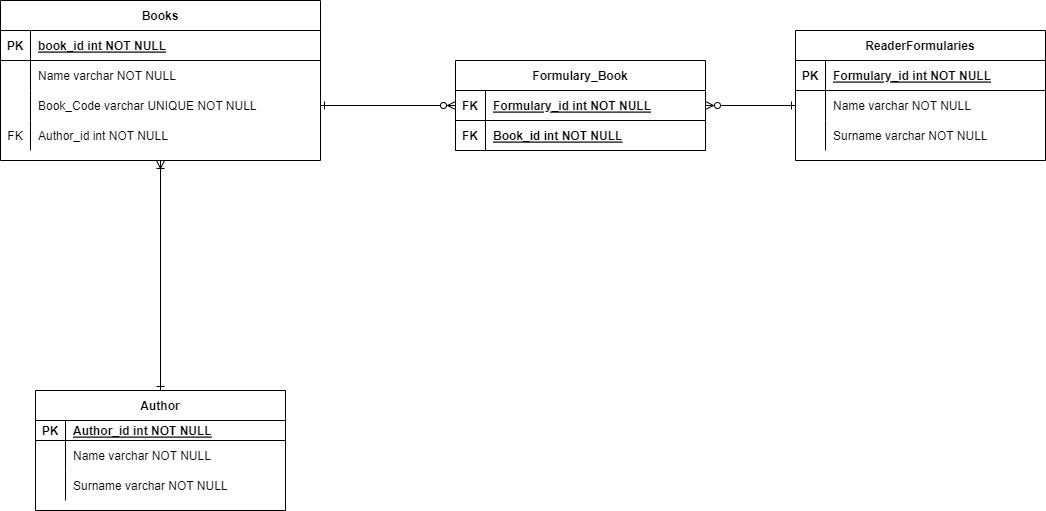 Books
PK book_id int NOT NULL
Name varchar NOT NULL
Book_Code varchar UNIQUE NOT NULL
FK Author_id int NOT NULL
Formulary_Book
FK Formulary_id int NOT NULL
FK Book_id int NOT NULL
ReaderFormularies
PK Formulary_id int NOT NULL
Name varchar NOT NULL
Surname varchar NOT NULL
Author
PK Author_id int NOT NULL
Name varchar NOT NULL
Surname varchar NOT NULL